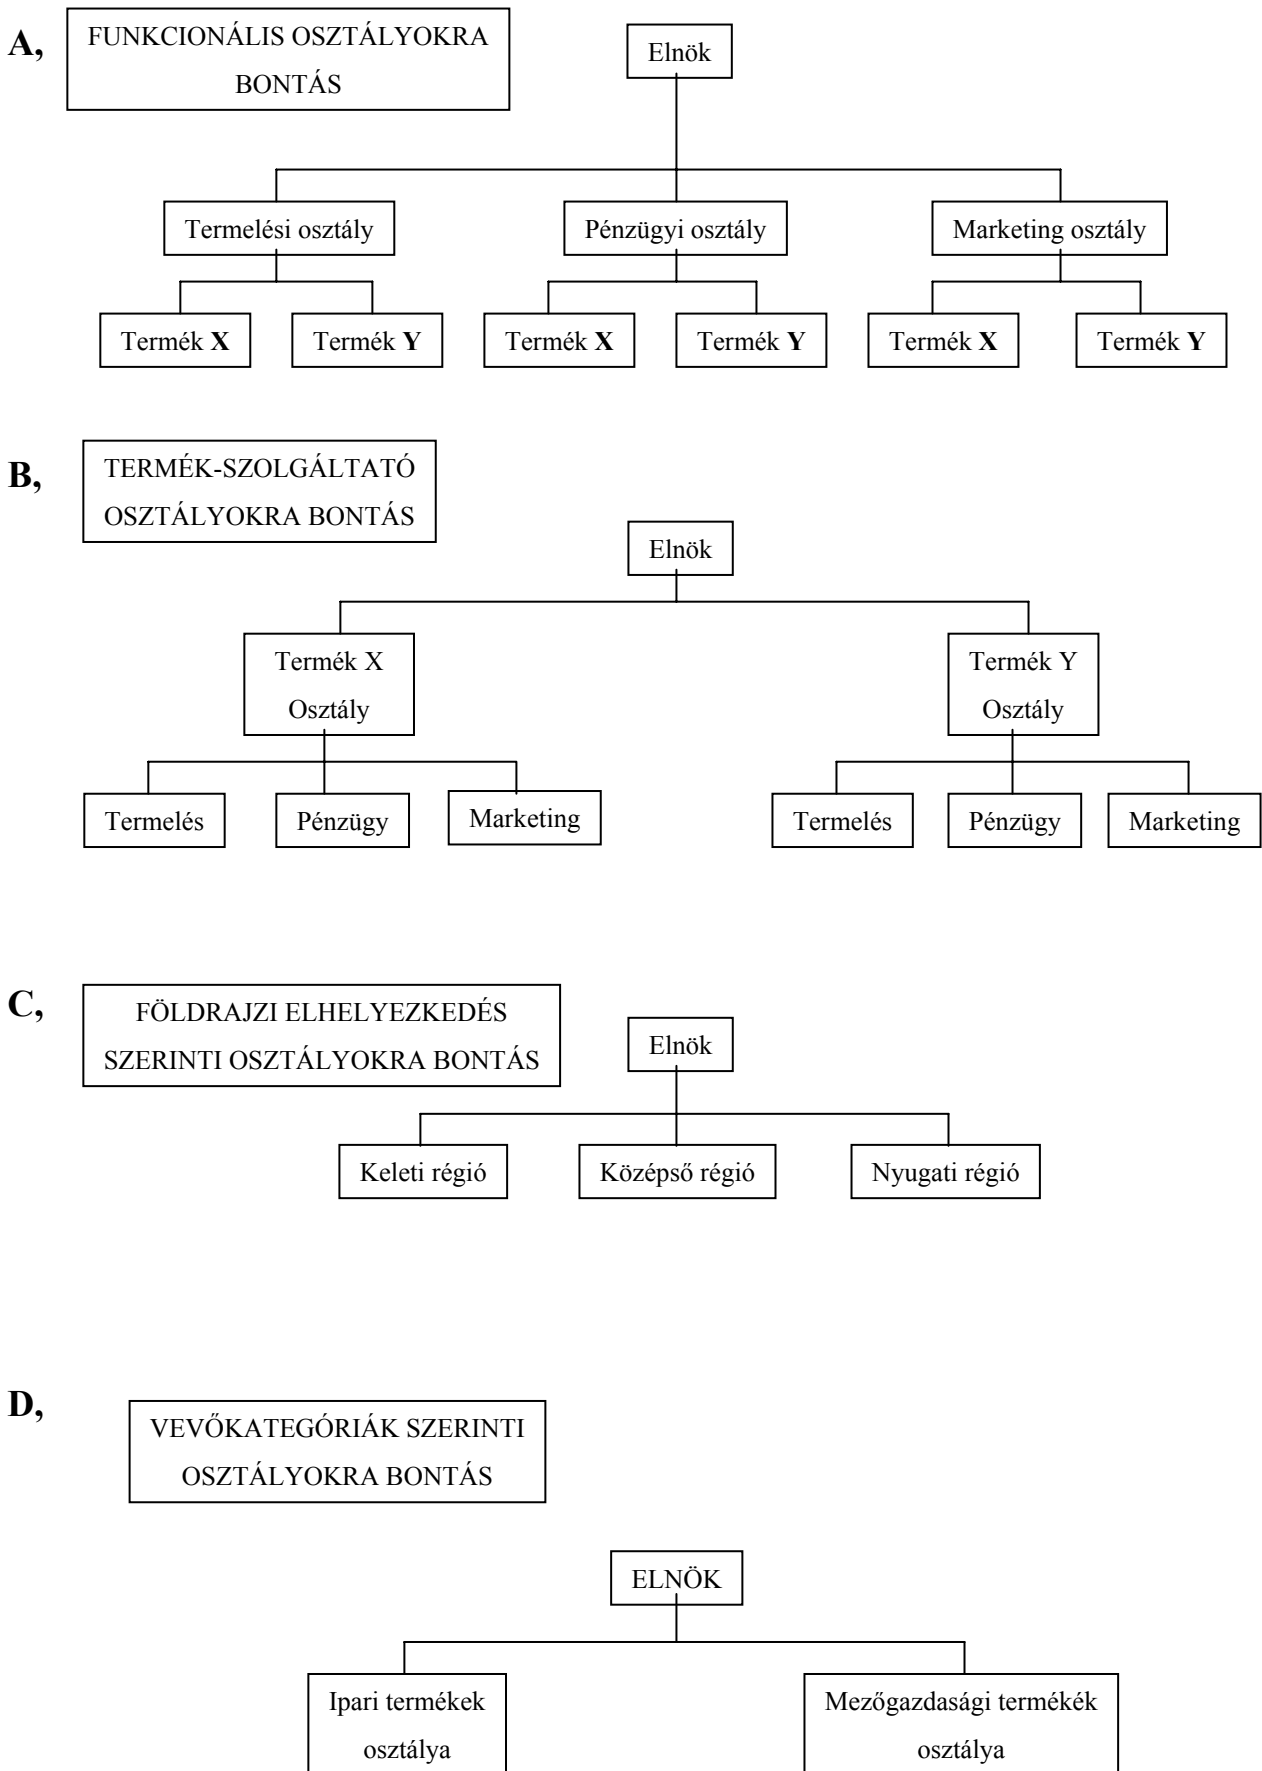 A,
FUNKCIONÁLIS OSZTÁLYOKRA
BONTÁS
Elnök
Termelési osztály
Pénzügyi osztály
Marketing osztály
Termék X
Termék Y
Termék X
Termék Y
Termék X
Termék Y
B,
TERMÉK-SZOLGÁLTATÓ
OSZTÁLYOKRA BONTÁS
Elnök
Termék X
Osztály
Termék Y
Osztály
Termelés
Pénzügy
Marketing
Termelés
Pénzügy
Marketing
C,
FÖLDRAJZI ELHELYEZKEDÉS
SZERINTI OSZTÁLYOKRA BONTÁS
Elnök
Keleti régió
Középső régió
Nyugati régió
D,
VEVŐKATEGÓRIÁK SZERINTI
OSZTÁLYOKRA BONTÁS
ELNÖK
Ipari termékek
osztálya
Mezőgazdasági termékék
osztálya